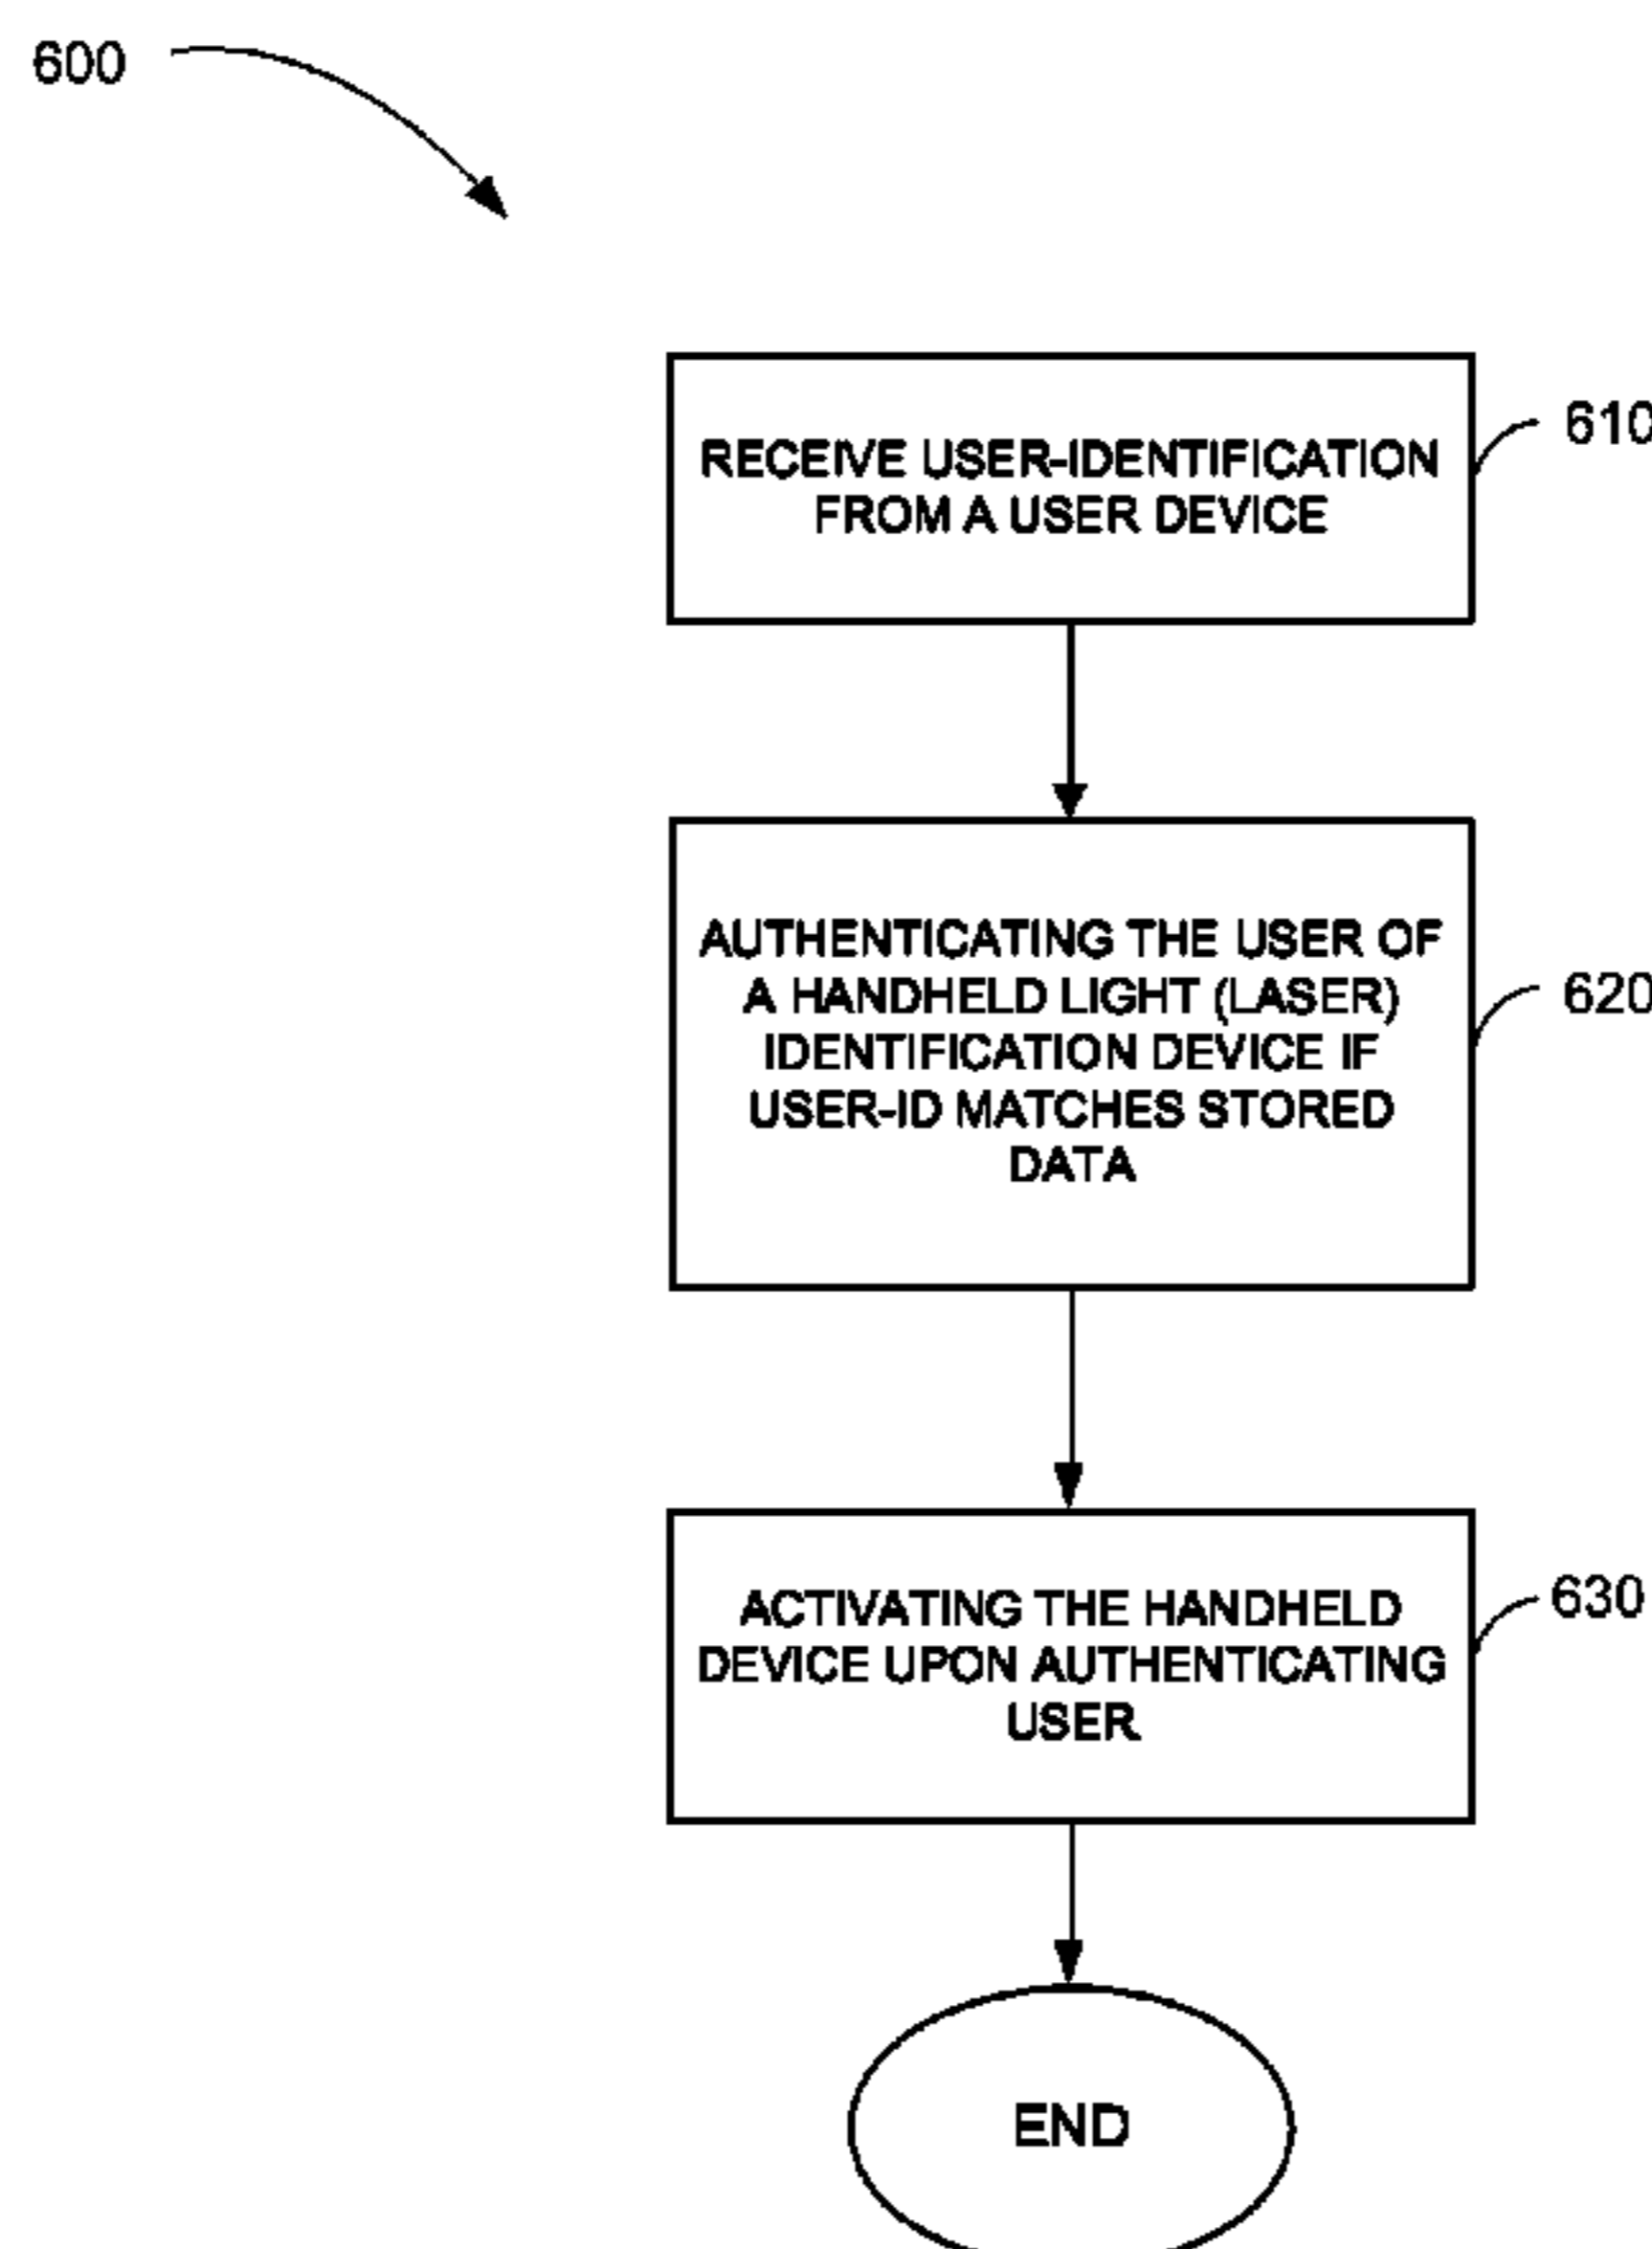 600
RECEIVE USER-IDENTIFICATION
FROM A USER DEVICE
610
AUTHENTICATING THE USER OF
A HANDHELD LIGHT (LASER)
IDENTIFICATION DEVICE IF
USER-ID MATCHES STORED
DATA
620
ACTIVATING THE HANDHELD
DEVICE UPON AUTHENTICATING
USER
630
END